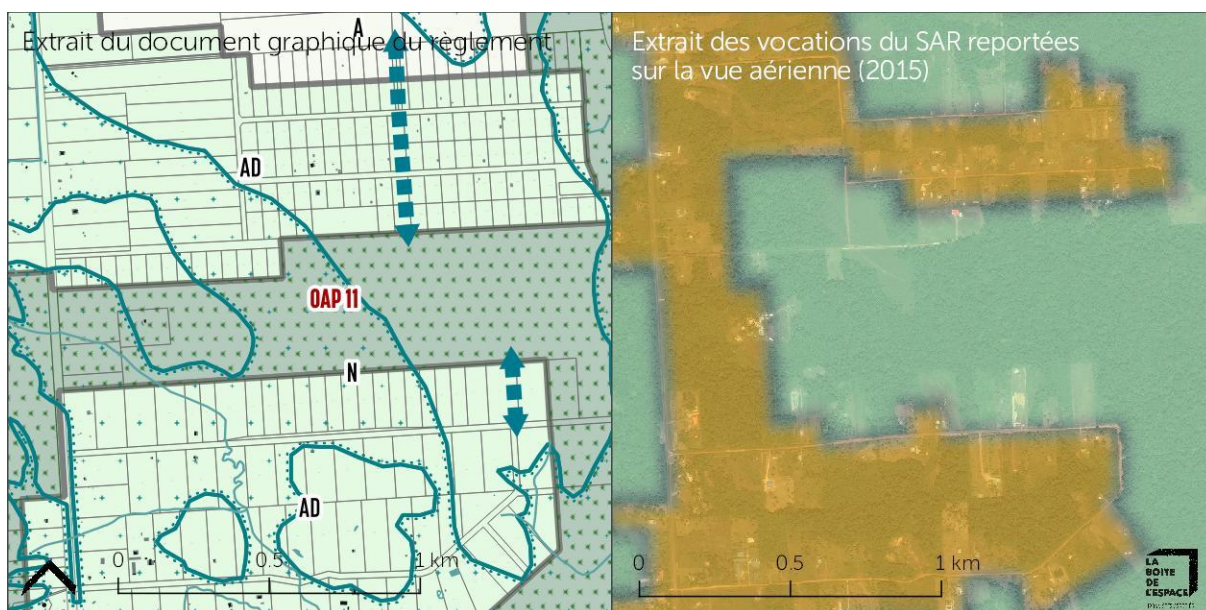 Extrait du document graphique du règlement
A
AD
OAP 11
N
AD
0
0.5
1 km
Extrait des vocations du SAR reportées
sur la vue aérienne (2015)
0
0.5
1 km
LA
BOITE
DE
L'ESPACE